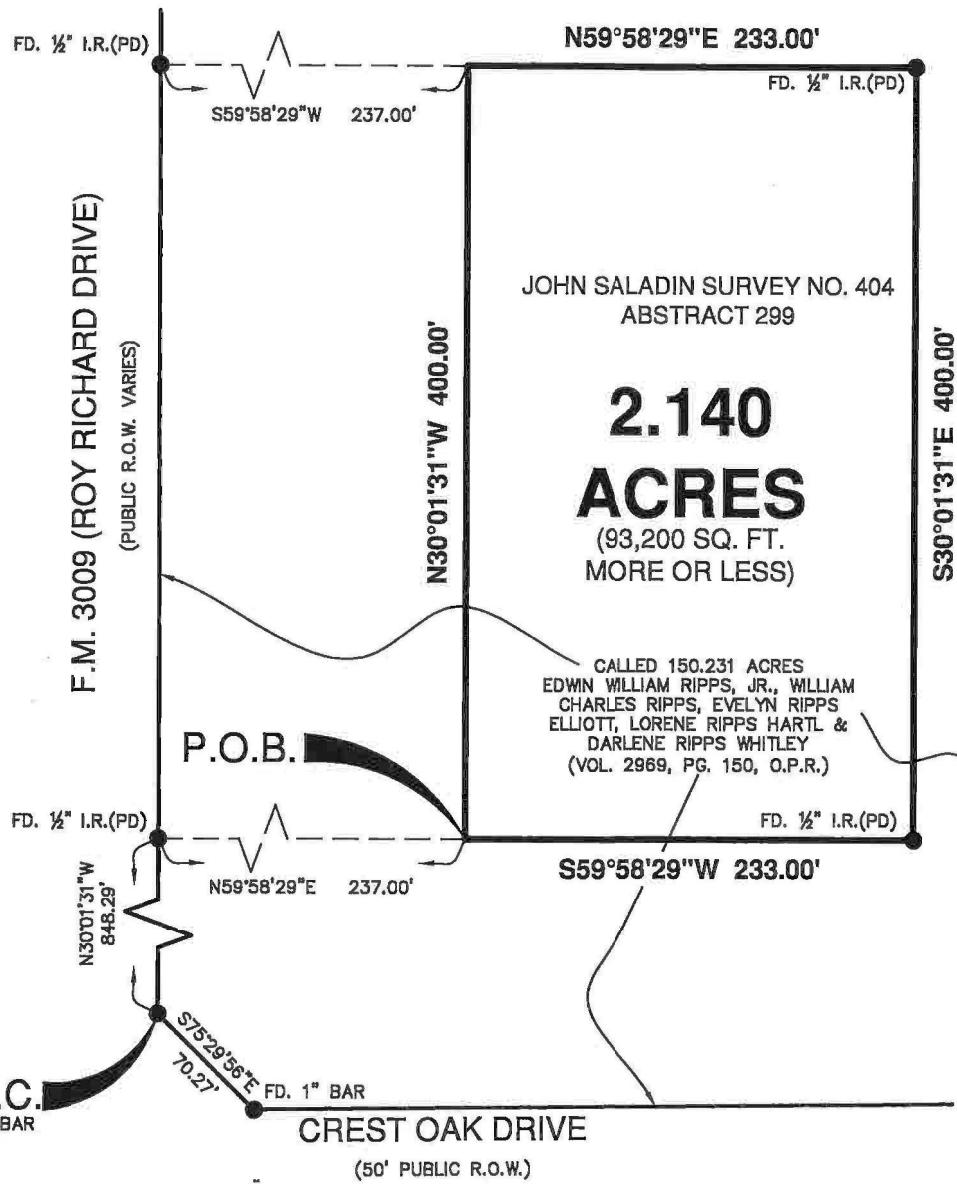 FD. ½" I.R.(PD)
N59°58'29"E 233.00'
FD. ½" I.R.(PD)
S59°58'29"W 237.00'
F.M. 3009 (ROY RICHARD DRIVE)
(PUBLIC R.O.W. VARIES)
N30°01'31"W 400.00'
JOHN SALADIN SURVEY NO. 404
ABSTRACT 299
2.140
ACRES
(93,200 SQ. FT.
MORE OR LESS)
S30°01'31"E 400.00'
CALLED 150.231 ACRES
EDWIN WILLIAM RIPPS, JR., WILLIAM
CHARLES RIPPS, EVELYN RIPPS
ELLIOTT, LORENE RIPPS HARTL &
DARLENE RIPPS WHITLEY
(VOL. 2969, PG. 150, O.P.R.)
P.O.B.
FD. ½" I.R.(PD)
FD. ½" I.R.(PD)
N59°58'29"E 237.00'
S59°58'29"W 233.00'
N30°01'31"W
848.29'
S75°29'56"E
70.27'
FD. 1" BAR
.C.
BAR
CREST OAK DRIVE
(50' PUBLIC R.O.W.)